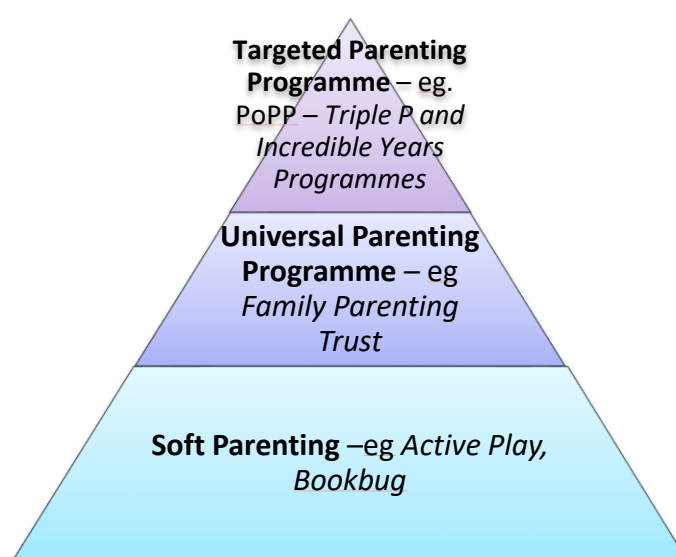 Targeted Parenting
Programme – eg.
PoPP – Triple P and
Incredible Years
Programmes
Universal Parenting
Programme – eg
Family Parenting
Trust
Soft Parenting –eg Active Play,
Bookbug